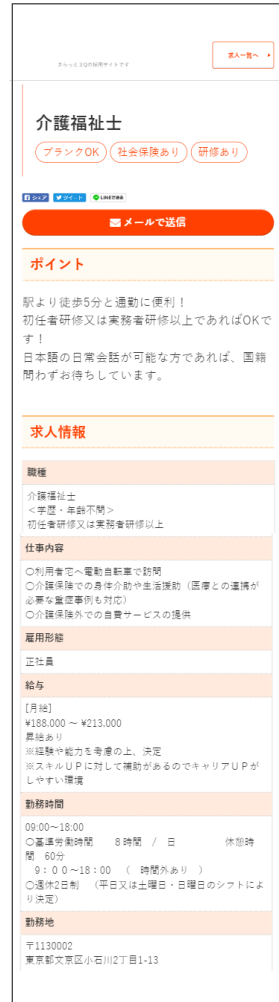 きらっと30の採用サイトです
求人一覧へ
介護福祉士
ブランクOK 社会保険あり 研修あり
シェア ツイート LINEで送る
メールで送信
ポイント
駅より徒歩5分と通勤に便利！
初任者研修又は実務者研修以上であればOKで
す！
日本語の日常会話が可能な方であれば、国籍
問わずお待ちしています。
求人情報
職種
介護福祉士
＜学歴・年齢不問＞
初任者研修又は実務者研修以上
仕事内容
○利用者宅へ電動自転車で訪問
○介護保険での身体介助や生活援助（医療との連携が
必要な重症事例も対応）
○介護保険外での自費サービスの提供
雇用形態
正社員
給与
[月給]
¥188,000 ～ ¥213,000
昇給あり
※経験や能力を考慮の上、決定
※スキルＵＰに対して補助があるのでキャリアＵＰが
しやすい環境
勤務時間
09:00~18:00
○基準労働時間　８時間　/　日　休憩時
間　60分
９：００~18:00　（　時間外あり　）
○週休2日制　（平日又は土曜日・日曜日のシフトによ
り決定）
勤務地
〒1130002
東京都文京区小石川2丁目1-13